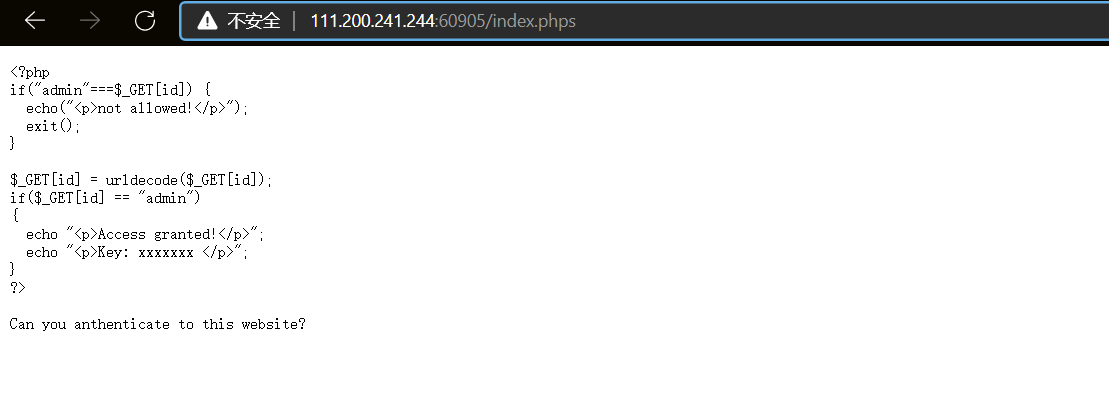 不安全 | 111.200.241.244:60905/index.phps
<?php
if("admin"===$_GET[id]) {
  echo("<p>not allowed!</p>");
  exit();
}
$_GET[id] = urldecode($_GET[id]);
if($_GET[id] == "admin")
{
  echo "<p>Access granted!</p>";
  echo "<p>Key: xxxxxxx </p>";
}
?>
Can you anthenticate to this website?